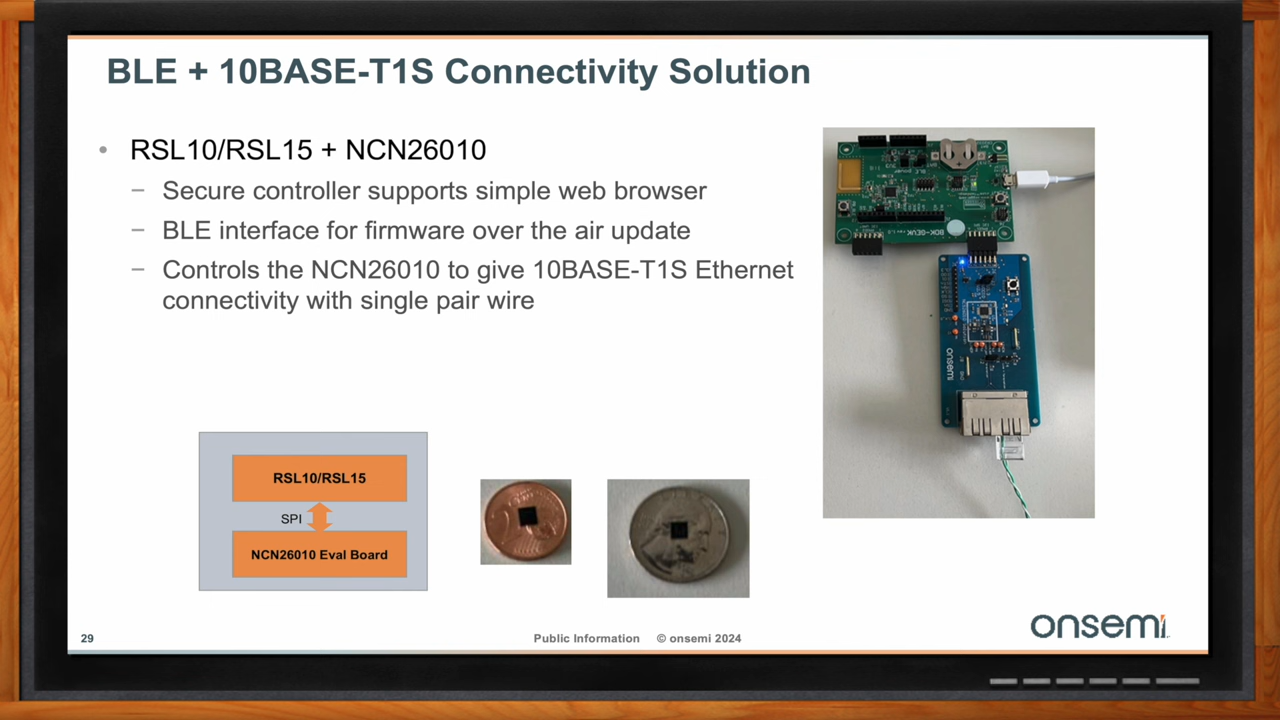 BLE + 10BASE-T1S Connectivity Solution
• RSL10/RSL15 + NCN26010
− Secure controller supports simple web browser
− BLE interface for firmware over the air update
− Controls the NCN26010 to give 10BASE-T1S Ethernet
connectivity with single pair wire
BDK-GEVK
onsemi
RSL10/RSL15
SPI
NCN26010 Eval Board
onsemi
29
Public Information © onsemi 2024